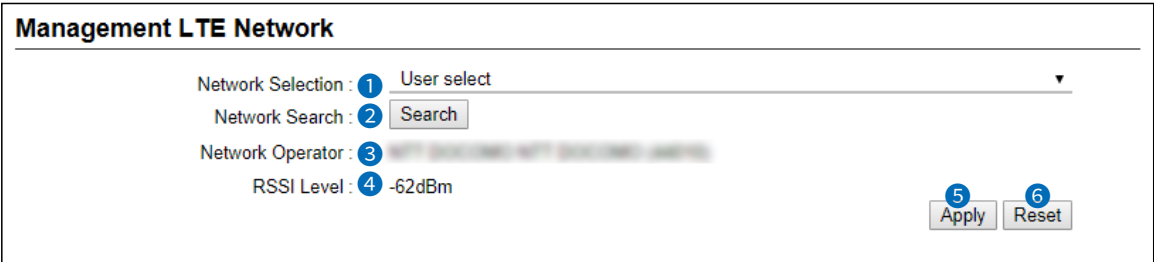 Management LTE Network
Network Selection : 1 User select ▼
Network Search : 2 Search
Network Operator : 3
RSSI Level : 4 -62dBm
5 6
Apply Reset